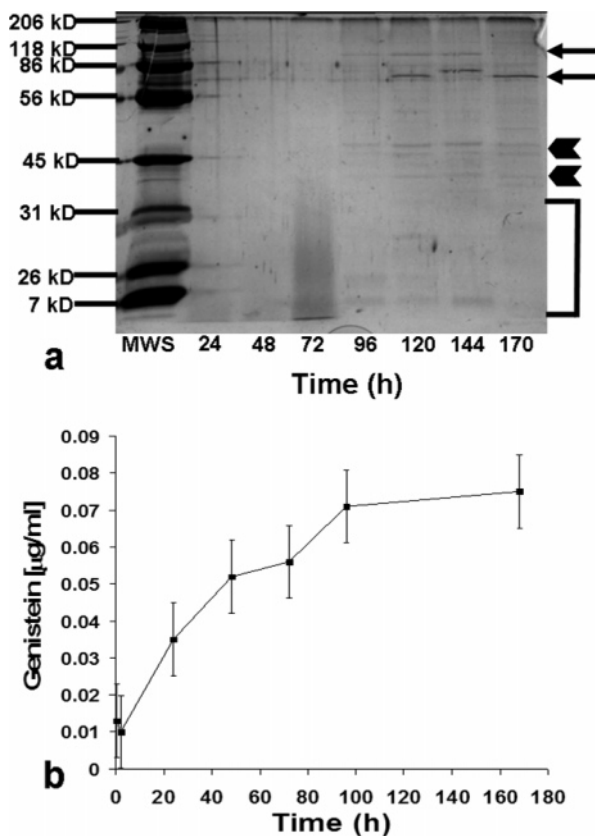 206 kD
118 kD
86 kD
56 kD
45 kD
31 kD
26 kD
7 kD
a
MWS 24 48 72 96 120 144 170
Time (h)
0.09
0.08
0.07
0.06
0.05
0.04
0.03
0.02
0.01
0
Genistein [µg/ml]
0 20 40 60 80 100 120 140 160 180
b
Time (h)